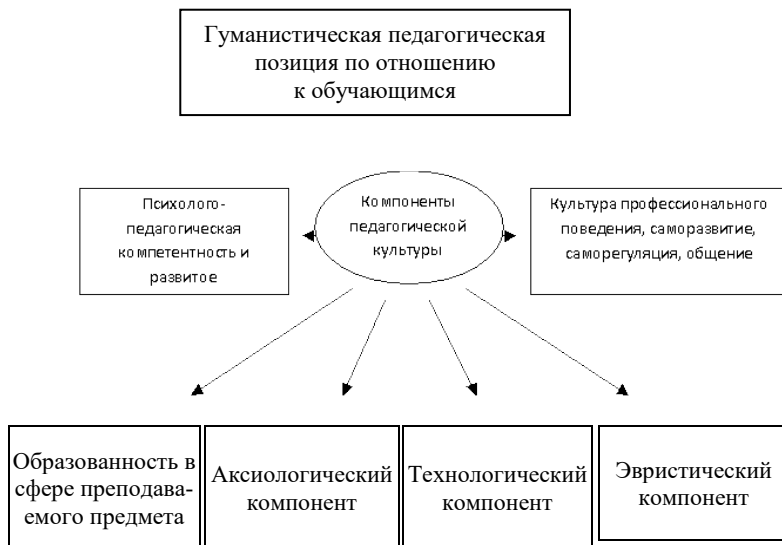 Гуманистическая педагогическая
позиция по отношению
к обучающимся
Психолого-
педагогическая
компетентность и
развитое
Компоненты
педагогической
культуры
Культура профессионального
поведения, саморазвитие,
саморегуляция, общение
Образованность в
сфере преподава-
емого предмета
Аксиологический
компонент
Технологический
компонент
Эвристический
компонент